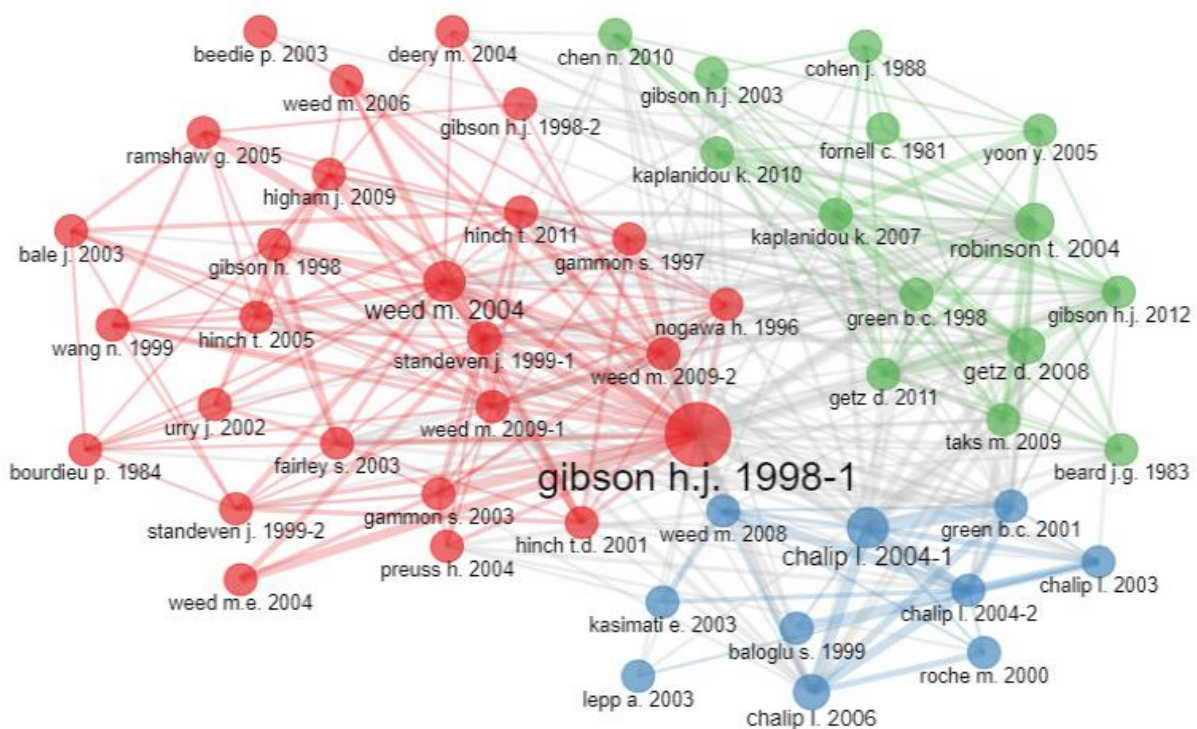 beedie p. 2003
deery m. 2004
chen n. 2010
cohen j. 1988
weed m. 2006
gibson h.j. 2003
gibson h.j. 1998-2
ramshaw g. 2005
fornell c. 1981
yoon y. 2005
kaplanidou k. 2010
higham j. 2009
hinch t. 2011
kaplanidou k. 2007
robinson t. 2004
bale j. 2003
gibson h. 1998
gammon s. 1997
weed m. 2004
nogawa h. 1996
green b.c. 1998
gibson h.j. 2012
wang n. 1999
hinch t. 2005
standeven j. 1999-1
weed m. 2009-2
getz d. 2008
getz d. 2011
urry j. 2002
weed m. 2009-1
taks m. 2009
bourdieu p. 1984
fairley s. 2003
gibson h.j. 1998-1
beard j.g. 1983
standeven j. 1999-2
gammon s. 2003
hinch t.d. 2001
weed m. 2008
green b.c. 2001
preuss h. 2004
chalip l. 2004-1
chalip l. 2003
weed m.e. 2004
kasimati e. 2003
chalip l. 2004-2
baloglu s. 1999
roche m. 2000
lepp a. 2003
chalip l. 2006